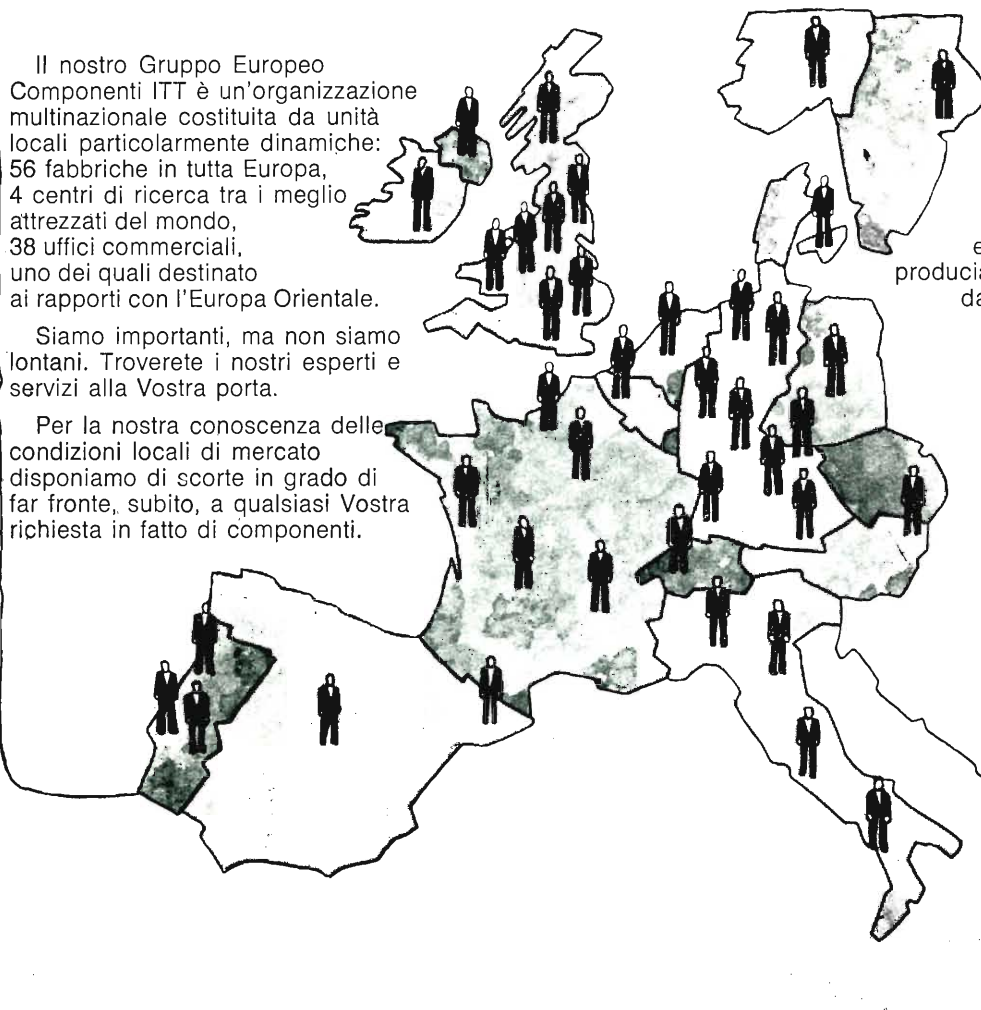 Il nostro Gruppo Europeo
Componenti ITT è un'organizzazione
multinazionale costituita da unità
locali particolarmente dinamiche:
56 fabbriche in tutta Europa,
4 centri di ricerca tra i meglio
attrezzati del mondo,
38 uffici commerciali,
uno dei quali destinato
ai rapporti con l'Europa Orientale.
Siamo importanti, ma non siamo
lontani. Troverete i nostri esperti e
servizi alla Vostra porta.
Per la nostra conoscenza delle
condizioni locali di mercato
disponiamo di scorte in grado di
far fronte, subito, a qualsiasi Vostra
richiesta in fatto di componenti.
e
producia
da